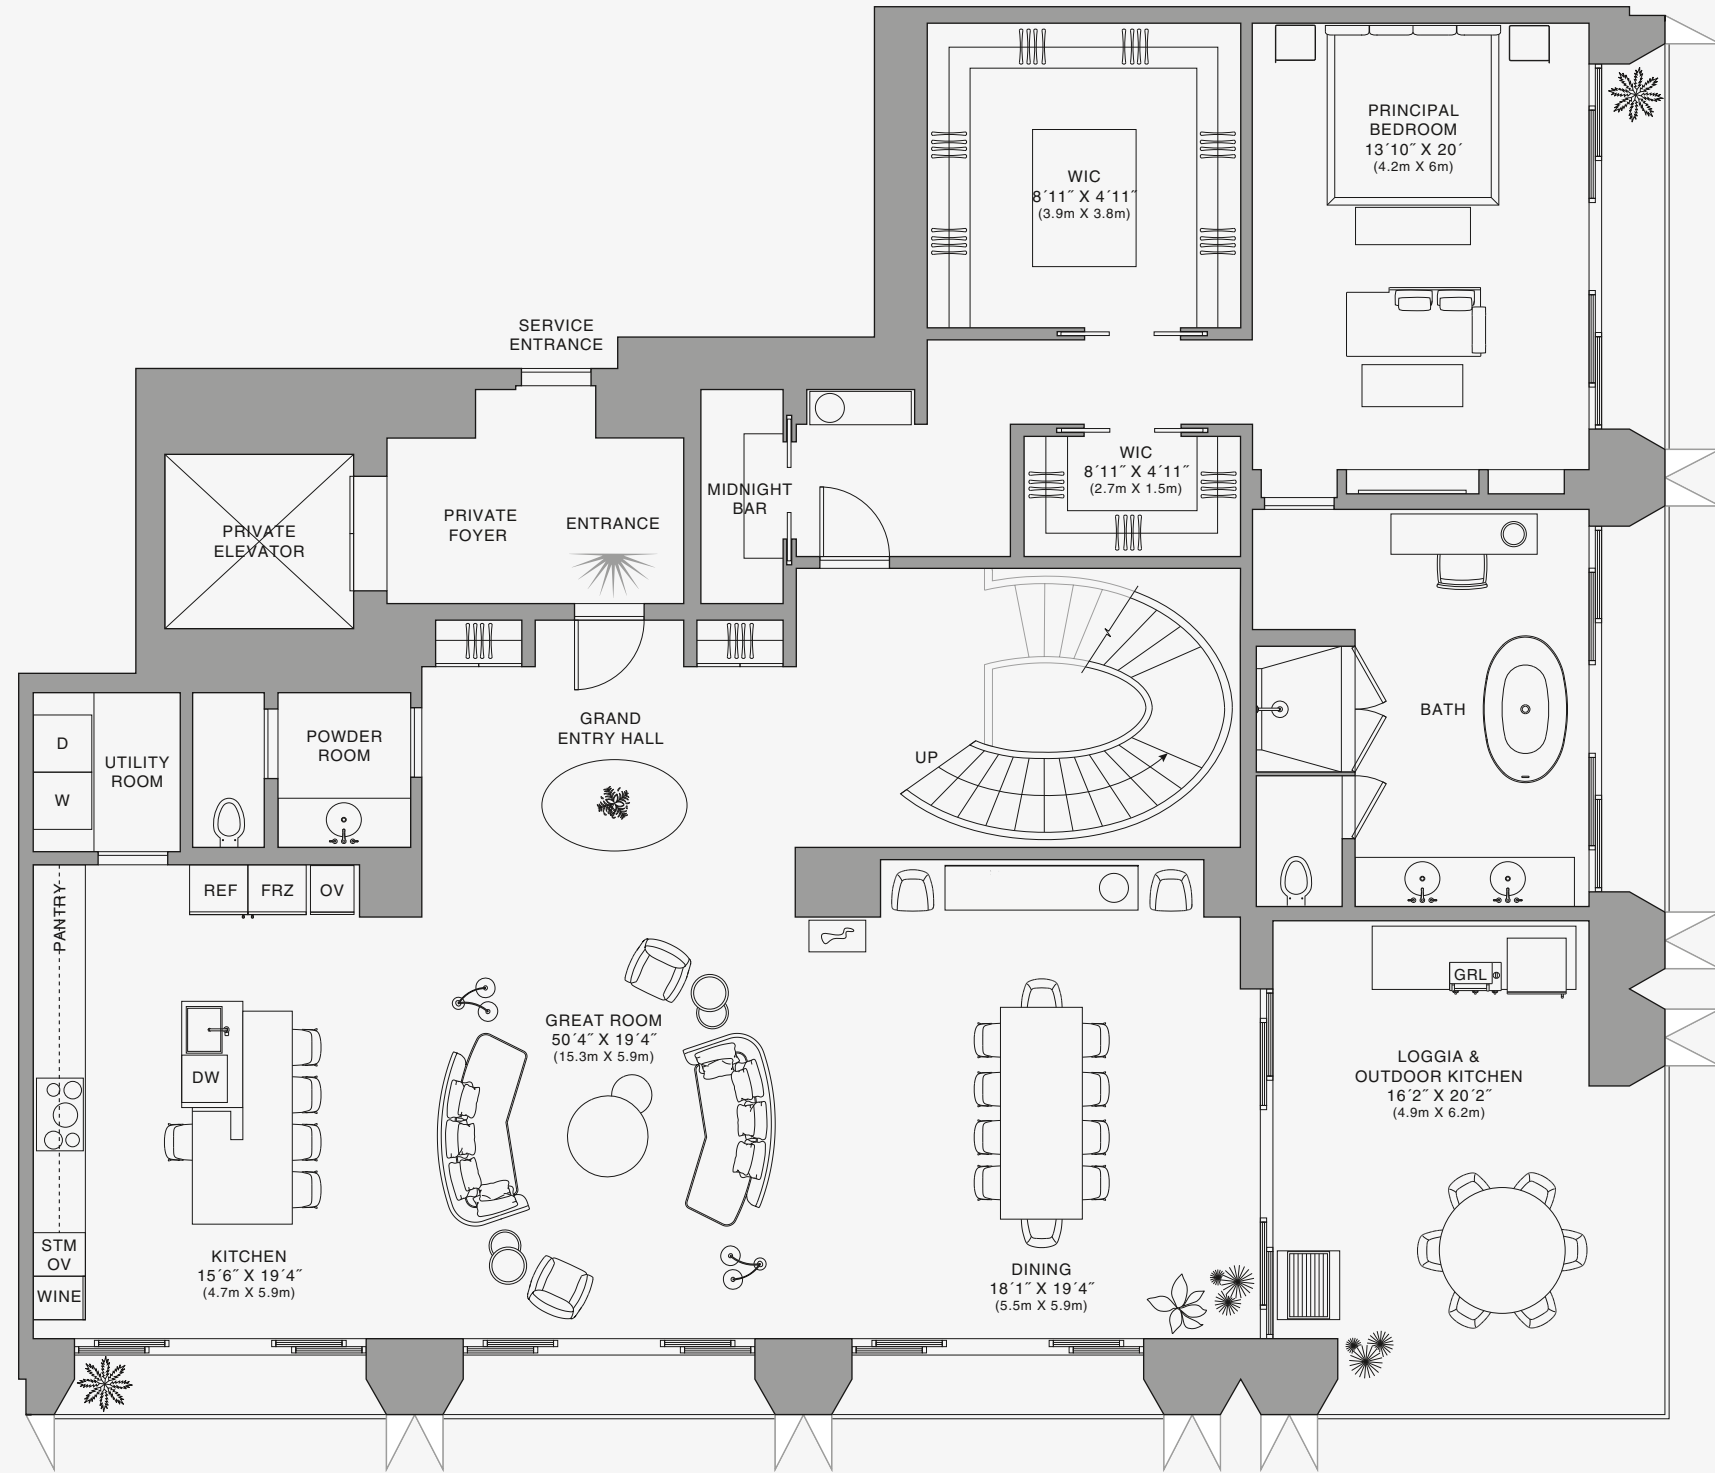 PRINCIPAL
BEDROOM
13´10˝ X 20´
(4.2m X 6m)
WIC
8´11˝ X 4´11˝
(3.9m X 3.8m)
SERVICE
ENTRANCE
WIC
8´11˝ X 4´11˝
(2.7m X 1.5m)
MIDNIGHT
BAR
PRIVATE
ELEVATOR
PRIVATE
FOYER
ENTRANCE
GRAND
ENTRY HALL
UP
BATH
D
W
UTILITY
ROOM
POWDER
ROOM
PANTRY
REF
FRZ
OV
DW
GREAT ROOM
50´4˝ X 19´4˝
(15.3m X 5.9m)
GRL
LOGGIA &
OUTDOOR KITCHEN
16´2˝ X 20´2˝
(4.9m X 6.2m)
STM
OV
WINE
KITCHEN
15´6˝ X 19´4˝
(4.7m X 5.9m)
DINING
18´1˝ X 19´4˝
(5.5m X 5.9m)